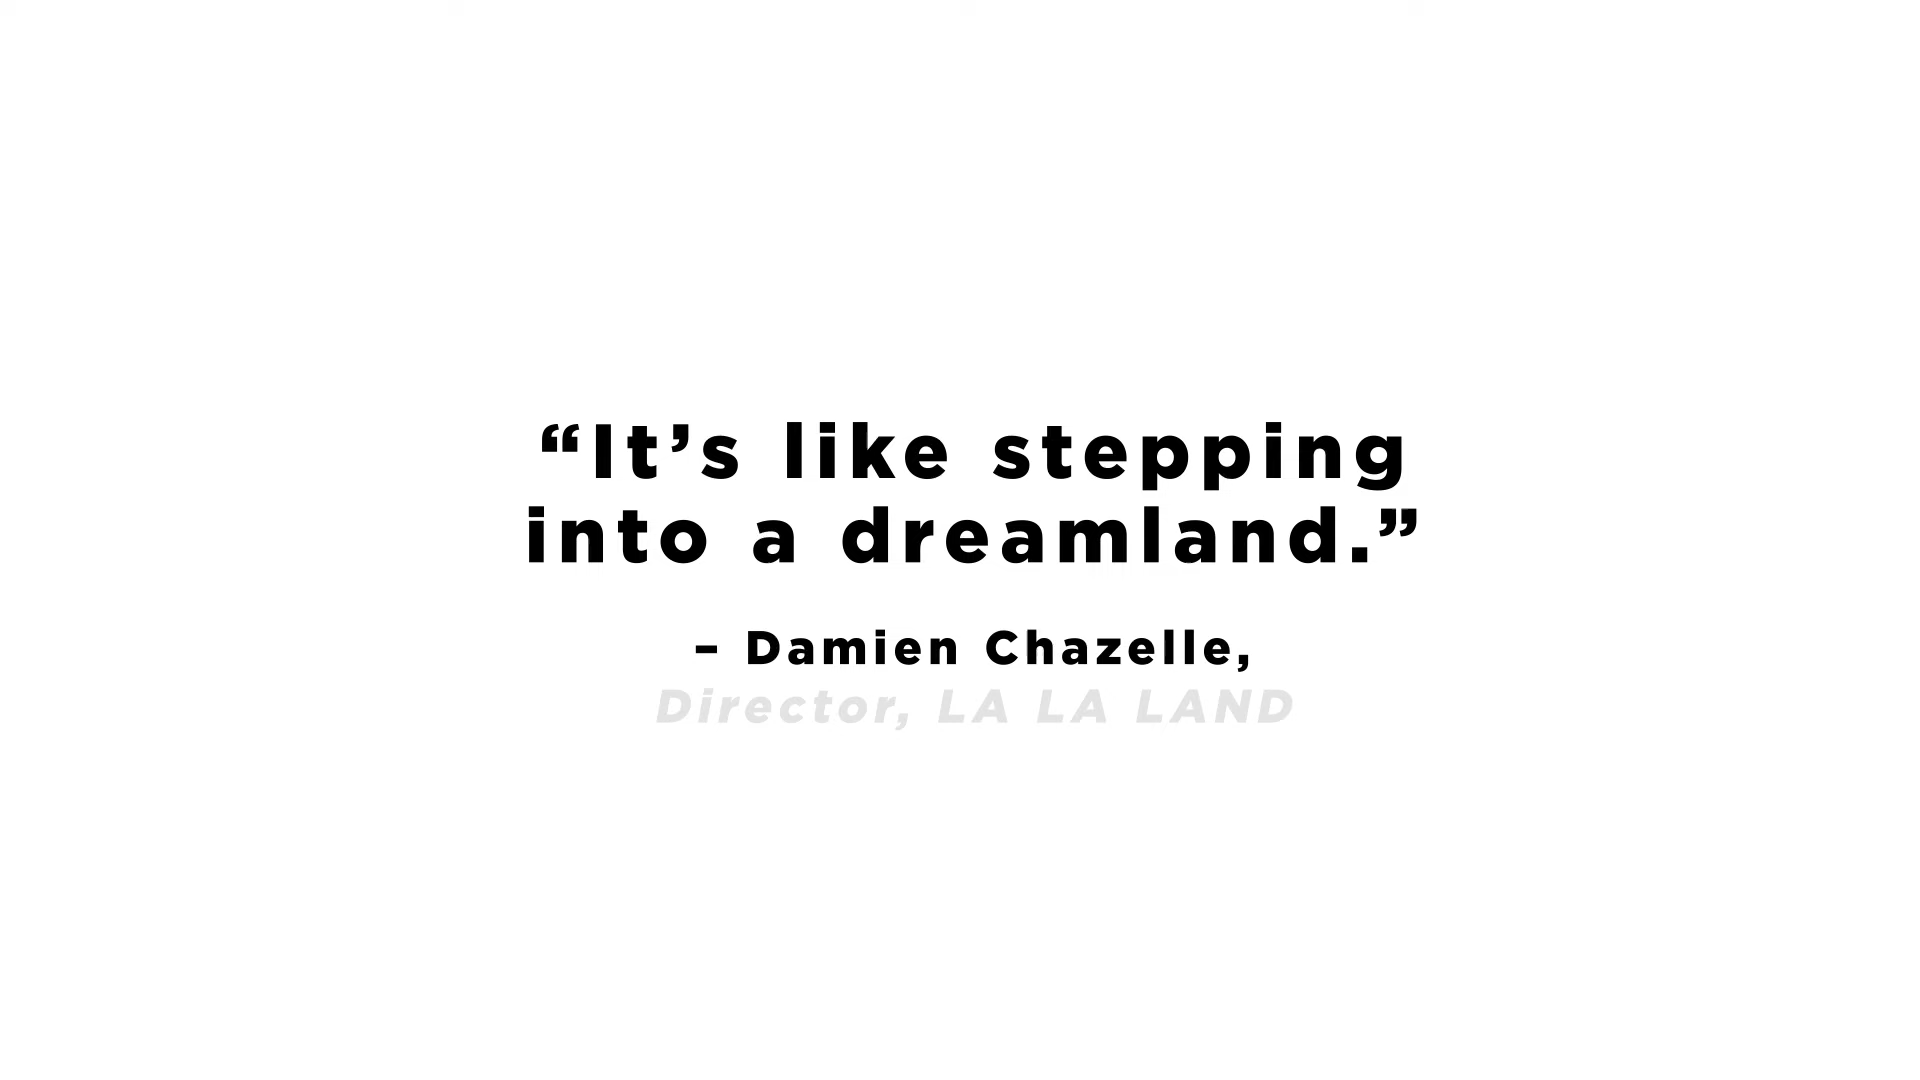 “It’s like stepping
into a dreamland.”
– Damien Chazelle,
Director, LA LA LAND